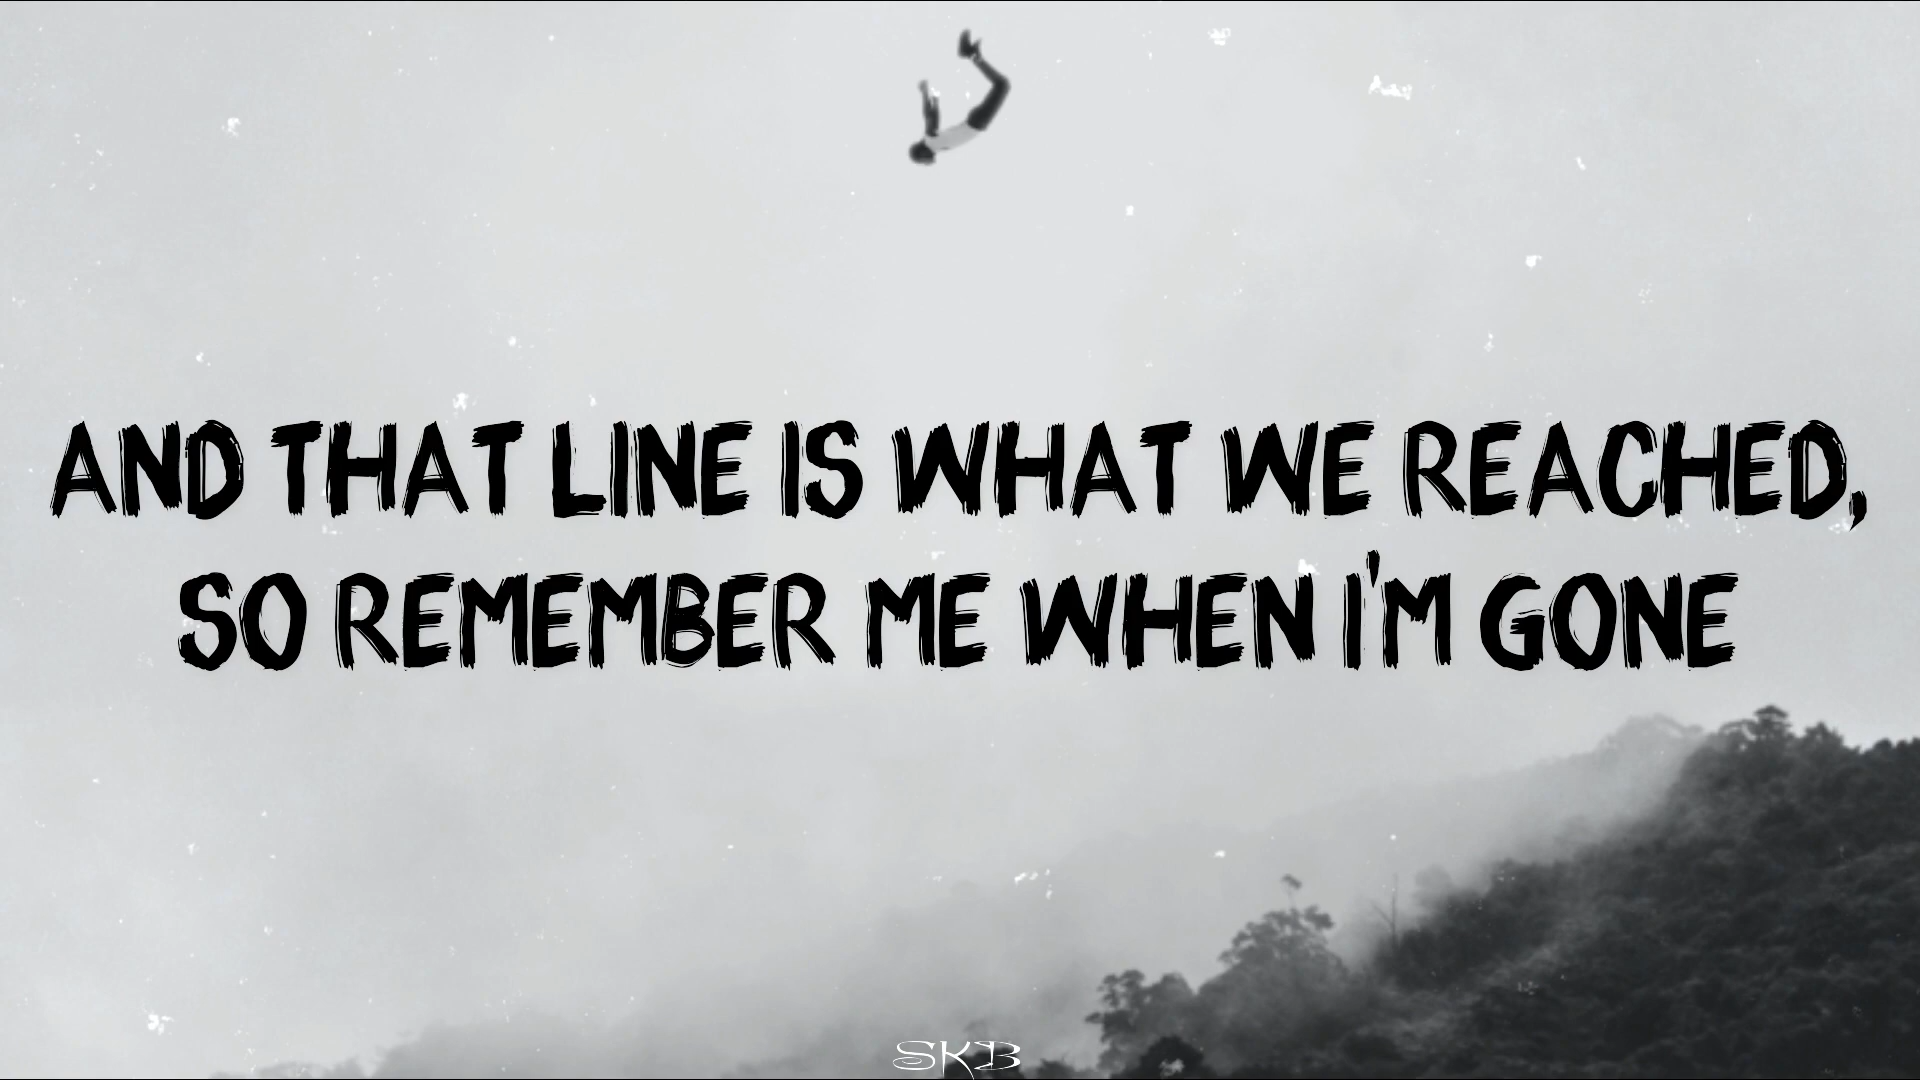 AND THAT LINE IS WHAT WE REACHED,
SO REMEMBER ME WHEN I'M GONE
SKB